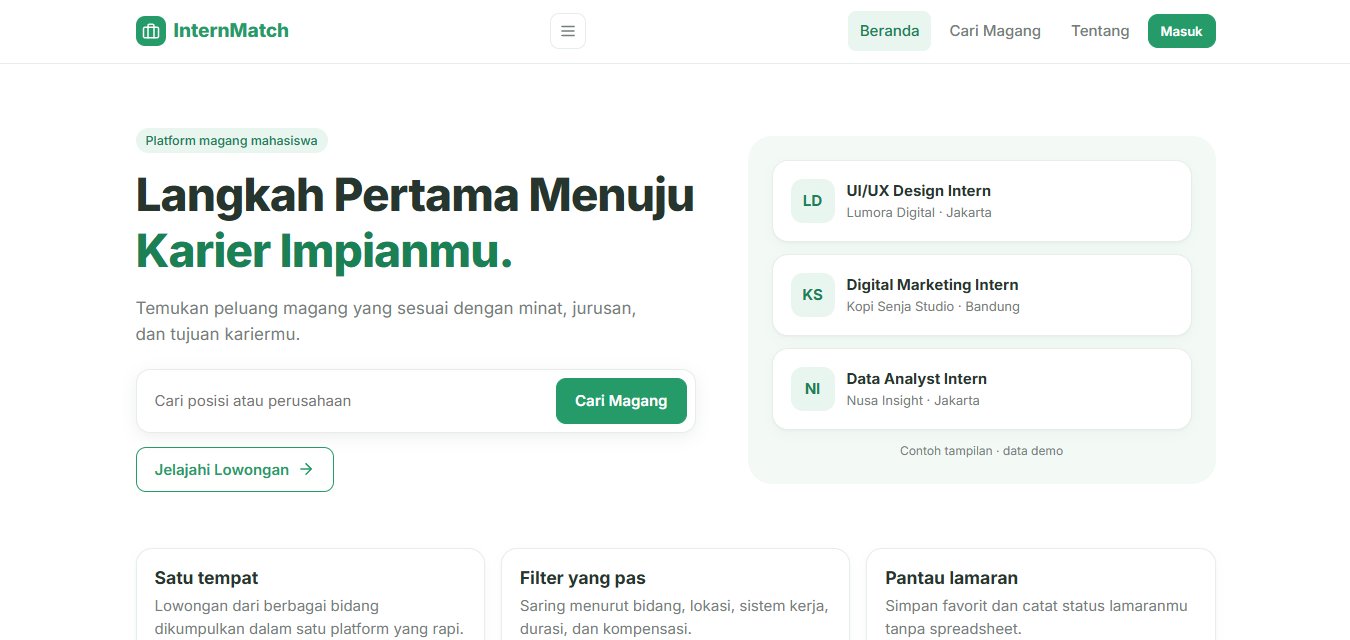 InternMatch
Beranda
Cari Magang
Tentang
Masuk
Platform magang mahasiswa
Langkah Pertama Menuju
Karier Impianmu.
Temukan peluang magang yang sesuai dengan minat, jurusan,
dan tujuan kariermu.
Cari posisi atau perusahaan
Cari Magang
Jelajahi Lowongan
LD
UI/UX Design Intern
Lumora Digital · Jakarta
KS
Digital Marketing Intern
Kopi Senja Studio · Bandung
NI
Data Analyst Intern
Nusa Insight · Jakarta
Contoh tampilan · data demo
Satu tempat
Lowongan dari berbagai bidang
dikumpulkan dalam satu platform yang rapi.
Filter yang pas
Saring menurut bidang, lokasi, sistem kerja,
durasi, dan kompensasi.
Pantau lamaran
Simpan favorit dan catat status lamaranmu
tanpa spreadsheet.